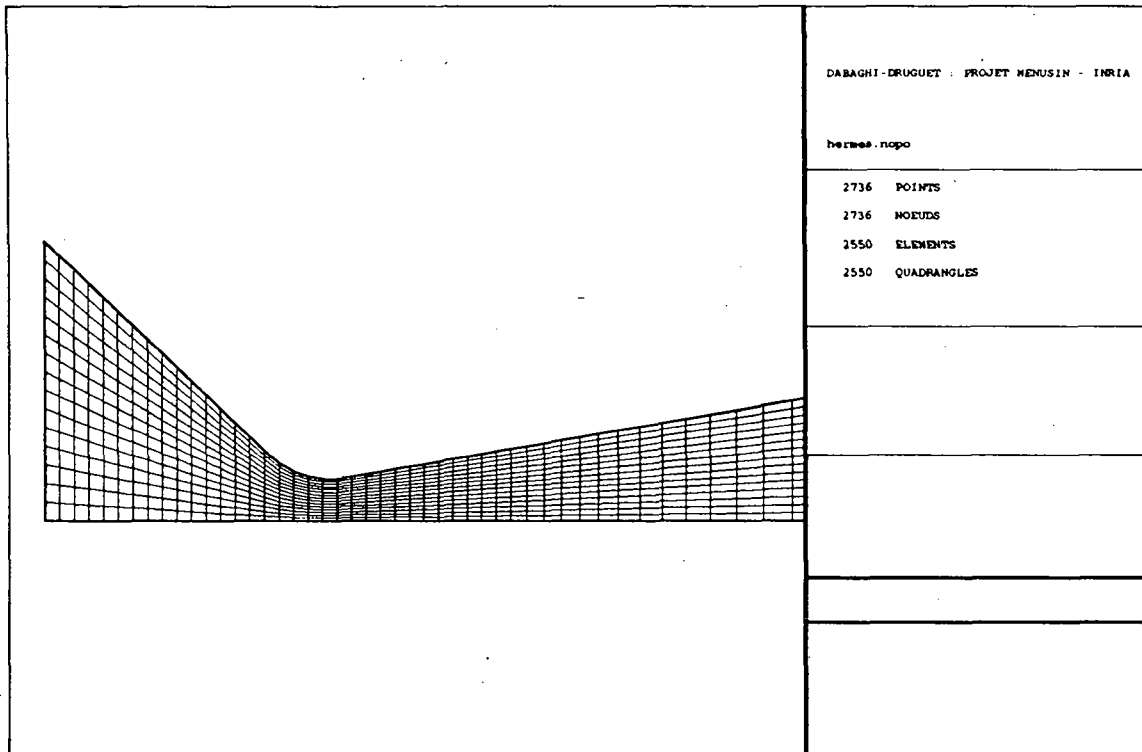 DABAGHI-DRUGUET : PROJET MENUSIN - INRIA
hermes.nopo
2736 POINTS
2736 NOEUDS
2550 ELEMENTS
2550 QUADRANGLES